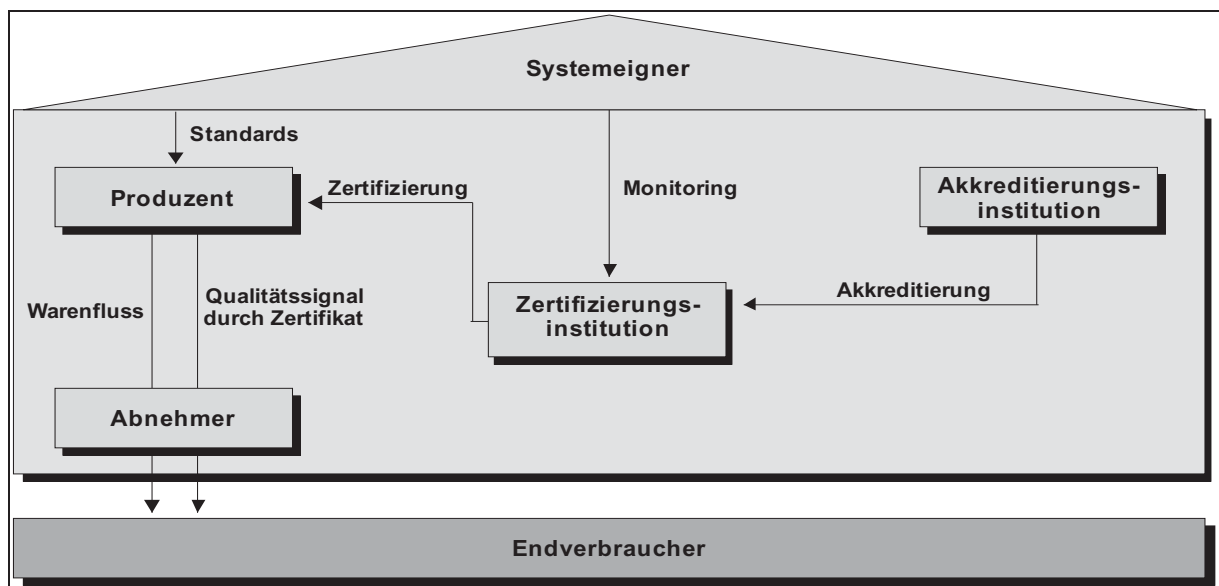 Systemeigner
Standards
Produzent
Zertifizierung
Monitoring
Akkreditierungs-
institution
Warenfluss
Qualitätssignal
durch Zertifikat
Zertifizierungs-
institution
Akkreditierung
Abnehmer
Endverbraucher